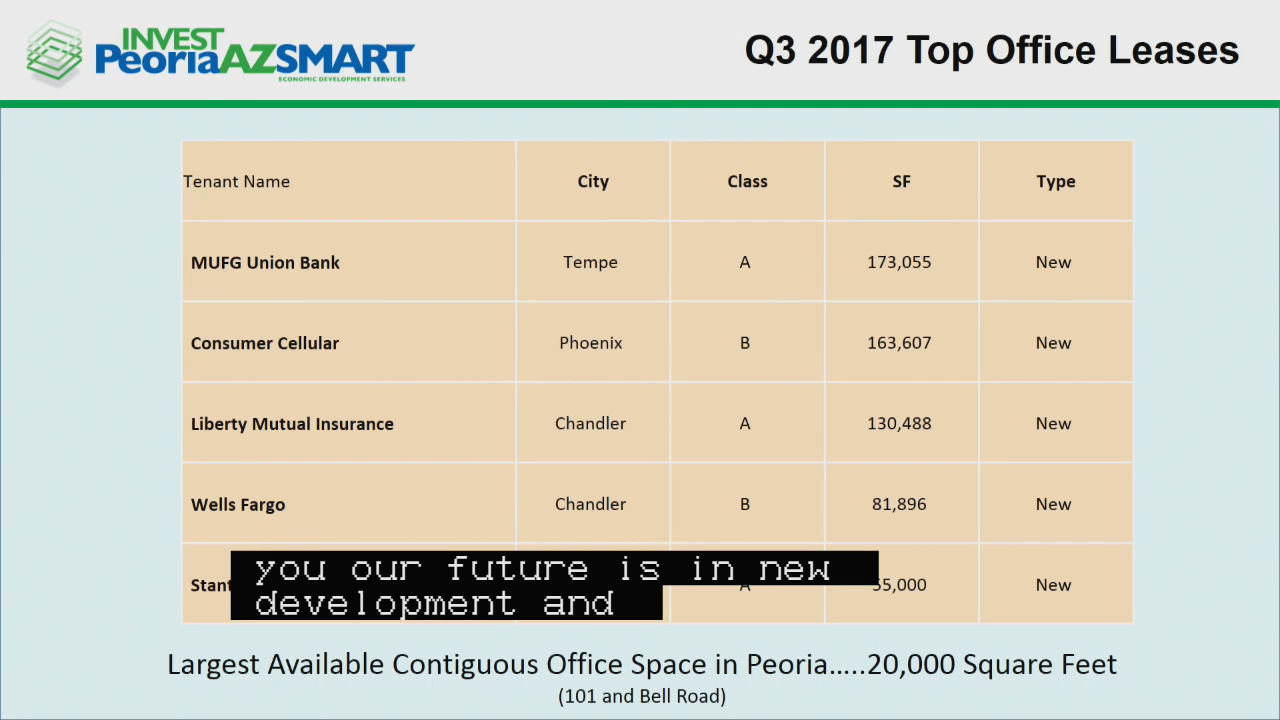 INVEST
PeoriaAZSMART
ECONOMIC DEVELOPMENT SERVICES
Q3 2017 Top Office Leases
Tenant Name City Class SF Type
MUFG Union Bank Tempe A 173,055 New
Consumer Cellular Phoenix B 163,607 New
Liberty Mutual Insurance Chandler A 130,488 New
Wells Fargo Chandler B 81,896 New
New
you our future is in new
development and
Largest Available Contiguous Office Space in Peoria…..20,000 Square Feet
(101 and Bell Road)